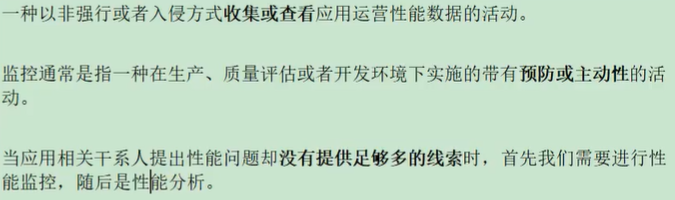 一种以非强行或者入侵方式收集或查看应用运营性能数据的活动。
监控通常是指一种在生产、质量评估或者开发环境下实施的带有预防或主动性的活
动。
当应用相关干系人提出性能问题却没有提供足够多的线索时，首先我们需要进行性
能监控，随后是性能分析。